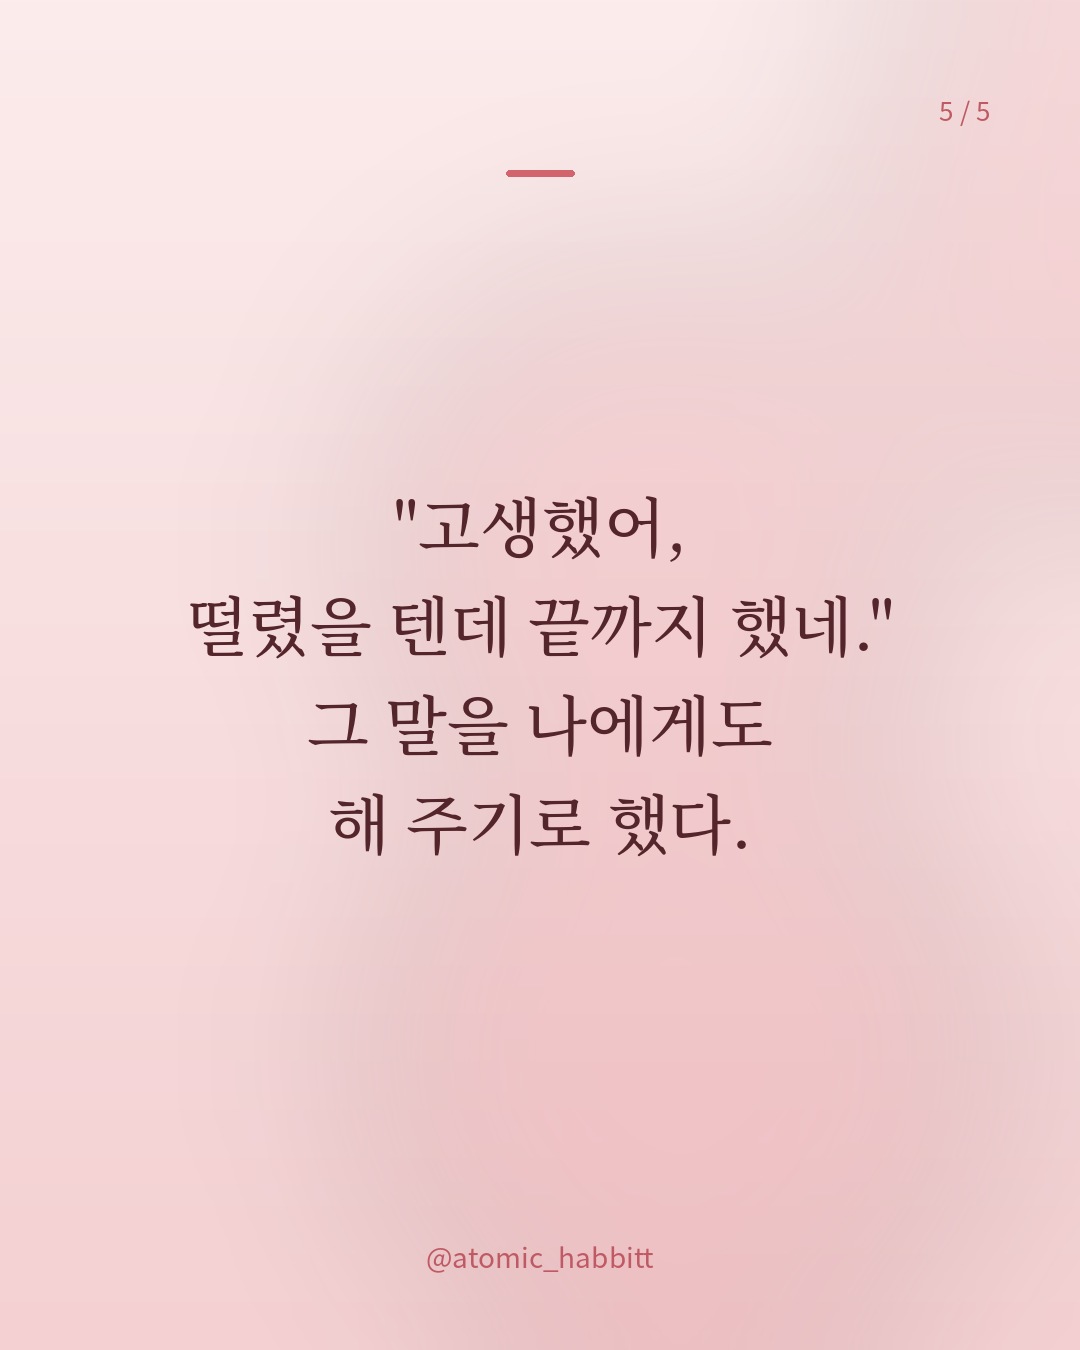 5 / 5
"고생했어,
떨렸을 텐데 끝까지 했네."
그 말을 나에게도
해 주기로 했다.
@atomic_habbitt